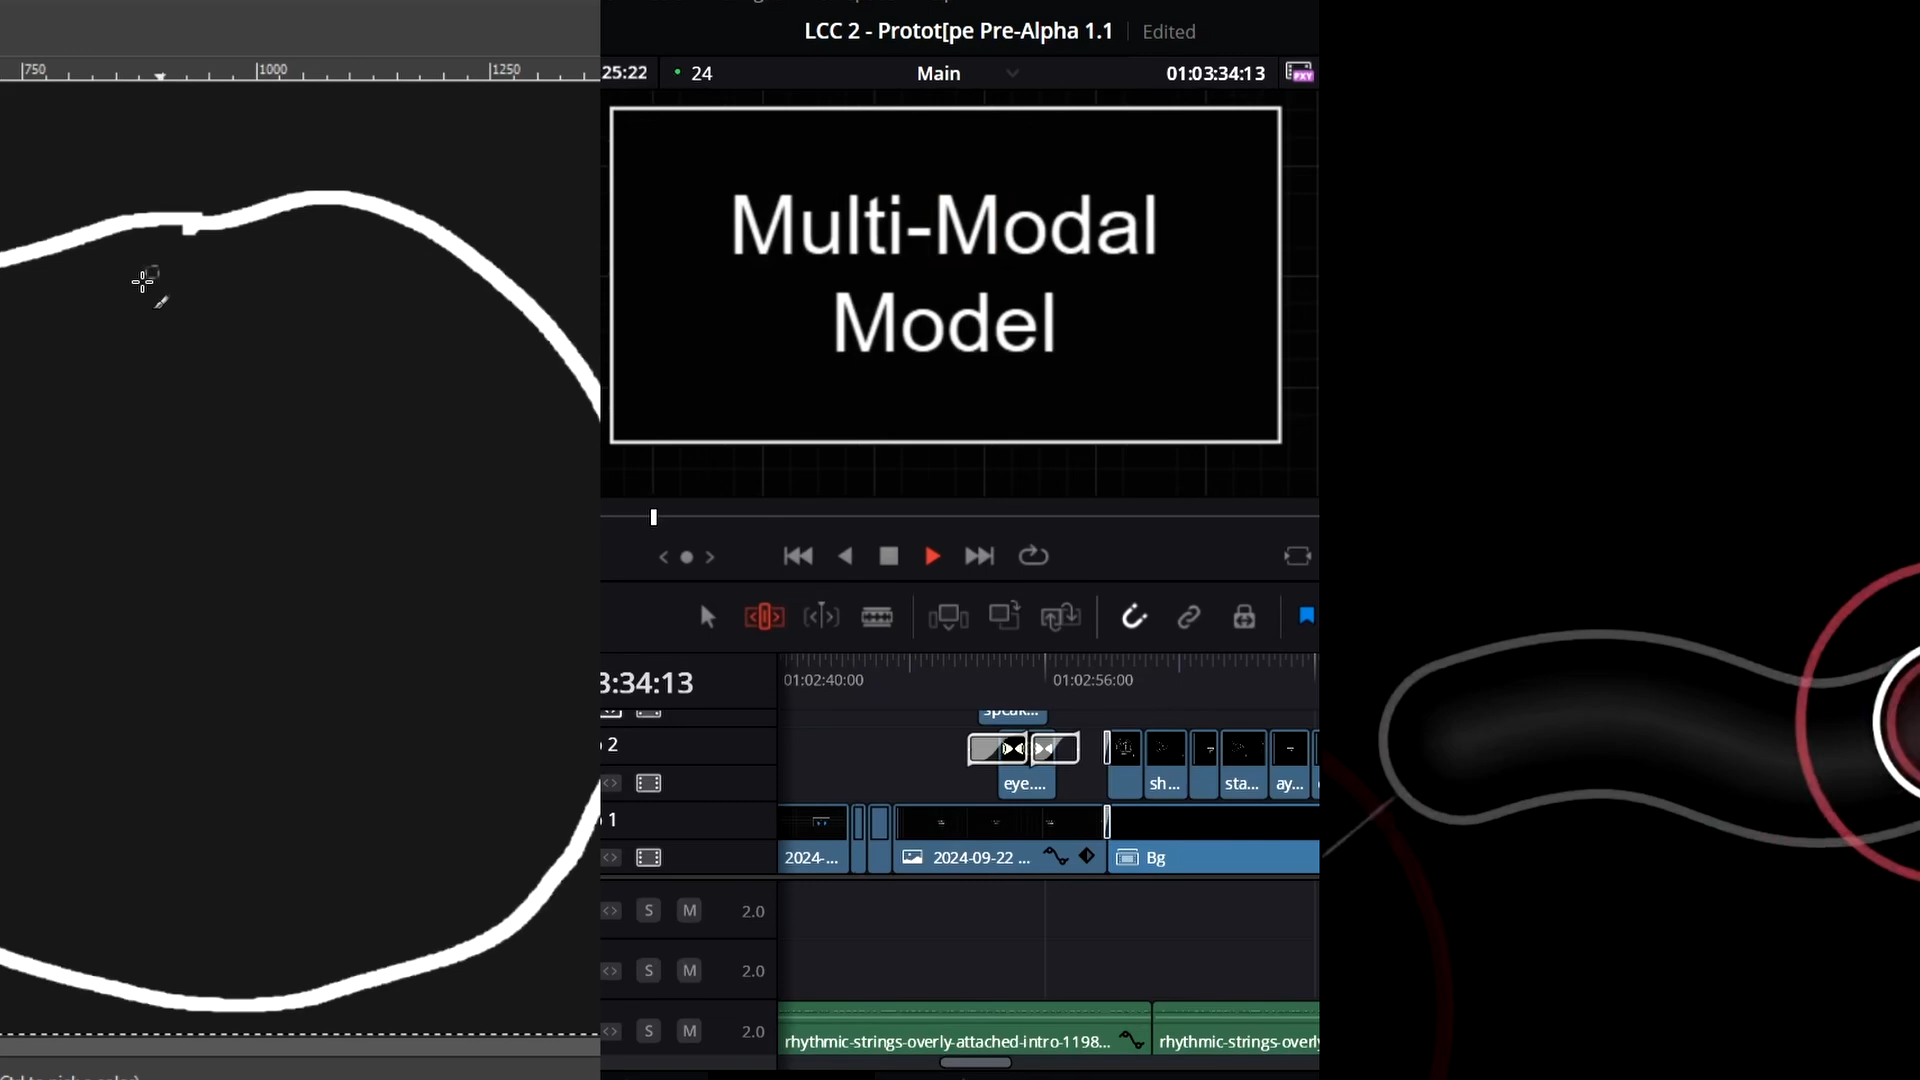 750 1000 1250
LCC 2 - Protot[pe Pre-Alpha 1.1 Edited
25:22 24 Main 01:03:34:13 PXY
Multi-Modal
Model
3:34:13 01:02:40:00 01:02:56:00
speak...
2
eye.... sh... sta... ay...
1
2024-... 2024-09-22 ... Bg
S M 2.0
S M 2.0
S M 2.0
rhythmic-strings-overly-attached-intro-1198... rhythmic-strings-overly